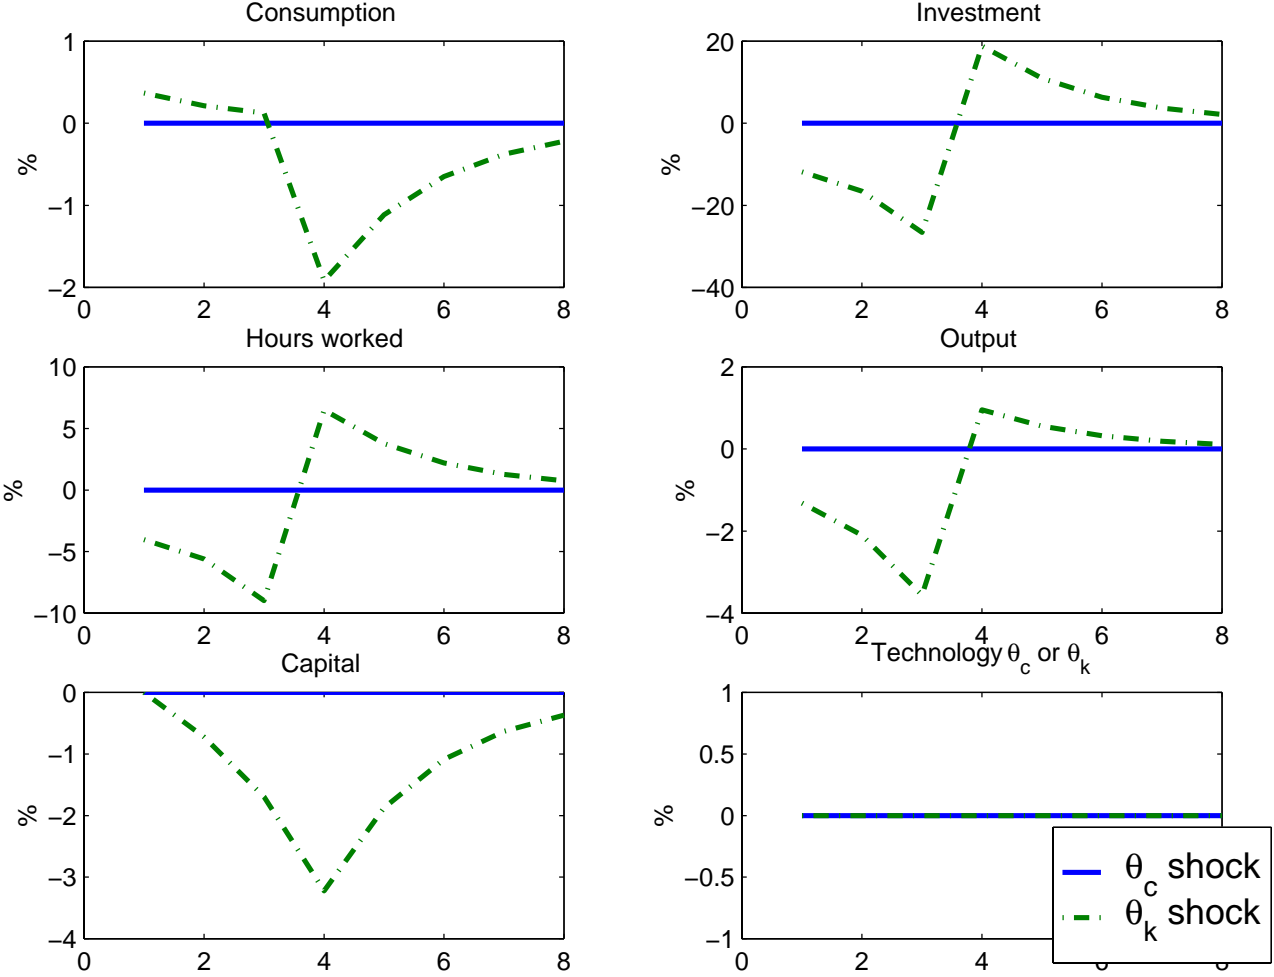 Consumption
1
0
−1
−2
%
0 2 4 6 8
Investment
20
0
−20
−40
%
0 2 4 6 8
Hours worked
10
5
0
−5
−10
%
0 2 4 6 8
Output
2
0
−2
−4
%
0 2 4 6 8
Capital
0
−1
−2
−3
−4
%
0 2 4 6 8
Technology θc or θk
1
0.5
0
−0.5
−1
%
0 2 4
θc shock
θk shock